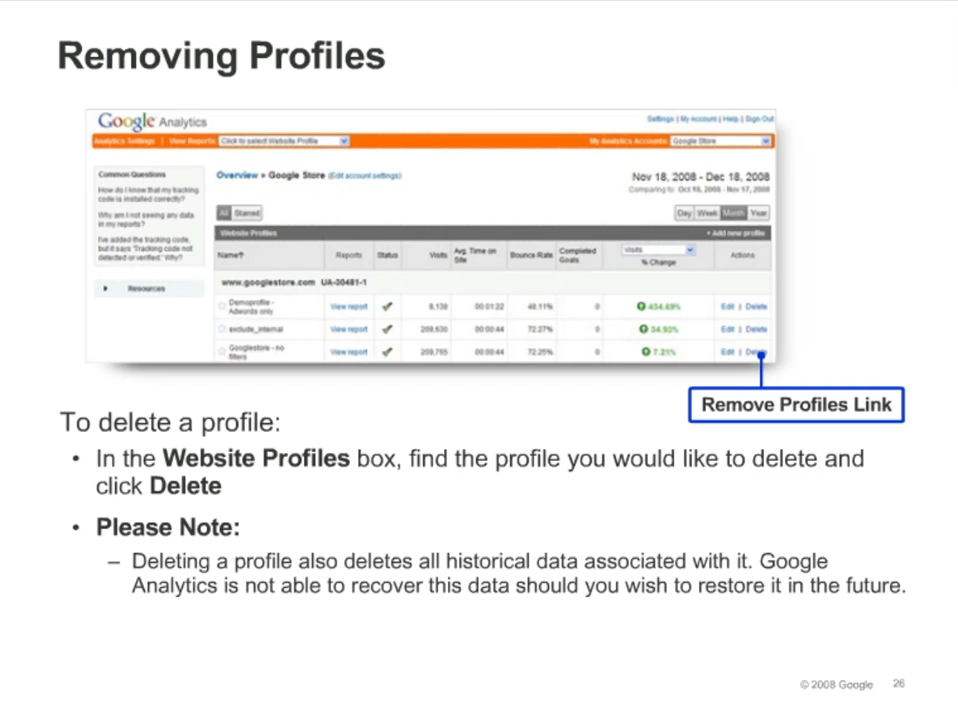 Removing Profiles
Google Analytics
Settings | My Account | Help | Sign Out
Analytics Settings | View Reports: Click to select Website Profile
My Analytics Accounts: Google Store
Common Questions
How do I know that my tracking
code is installed correctly?
Why am I not seeing any data
in my reports?
I've added the tracking code,
but it says "Tracking code not
detected or verified." Why?
Resources
Overview » Google Store (Edit account settings)
Nov 18, 2008 - Dec 18, 2008
Comparing to: Oct 18, 2008 - Nov 17, 2008
All Starred
Day Week Month Year
Website Profiles
+ Add new profile
Name↑ Reports Status Visits Avg. Time on Site Bounce Rate Completed Goals Visits % Change Actions
www.googlestore.com UA-30481-1
Demoprofile - Adwords only View report 8,138 00:01:22 48.11% 0 454.69% Edit | Delete
exclude_internal View report 209,630 00:00:44 72.27% 0 34.93% Edit | Delete
Googlestore - no filters View report 209,765 00:00:44 72.25% 0 7.21% Edit | Delete
Remove Profiles Link
To delete a profile:
• In the Website Profiles box, find the profile you would like to delete and
click Delete
• Please Note:
– Deleting a profile also deletes all historical data associated with it. Google
Analytics is not able to recover this data should you wish to restore it in the future.
© 2008 Google 26